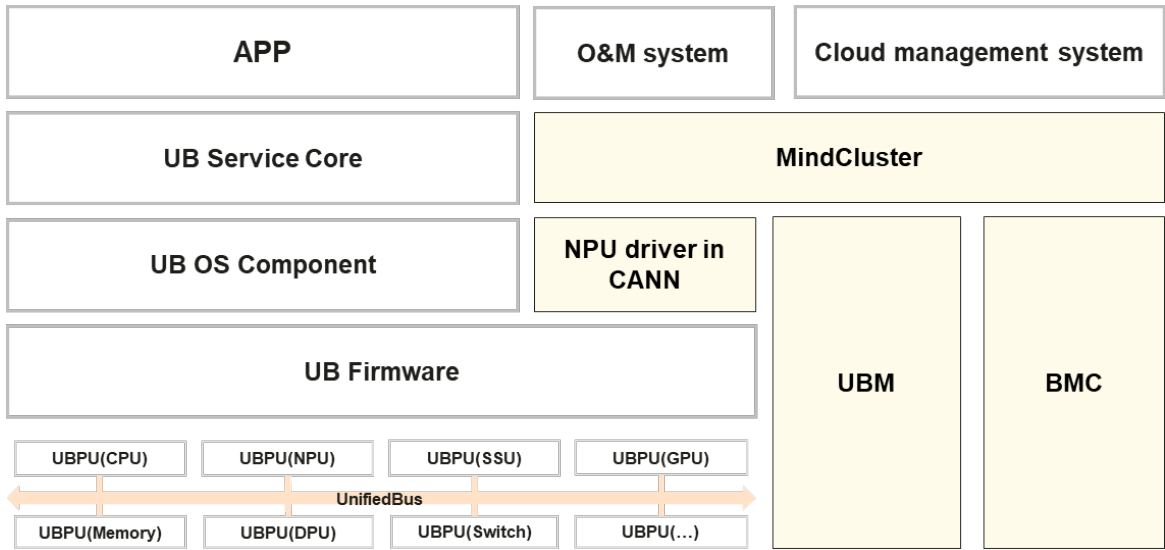 APP
O&M system
Cloud management system
UB Service Core
MindCluster
UB OS Component
NPU driver in
CANN
UB Firmware
UBM
BMC
UBPU(CPU)
UBPU(NPU)
UBPU(SSU)
UBPU(GPU)
UnifiedBus
UBPU(Memory)
UBPU(DPU)
UBPU(Switch)
UBPU(…)